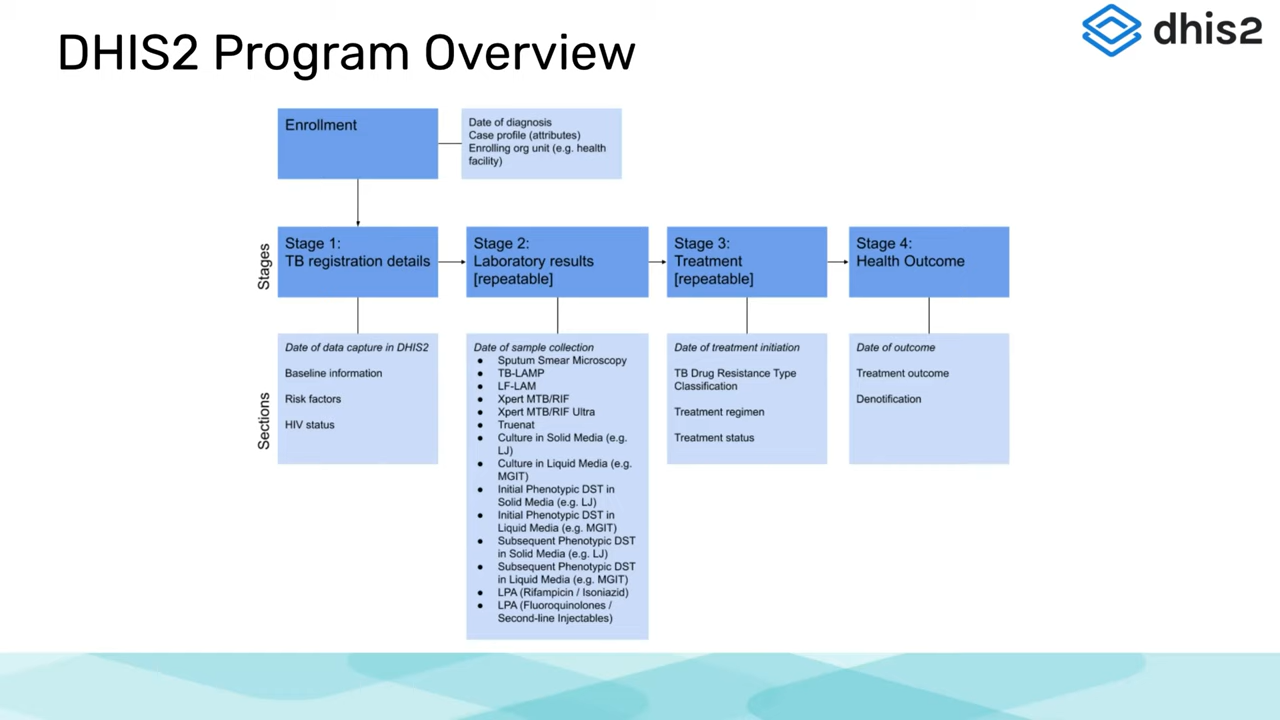 DHIS2 Program Overview
dhis2
Enrollment
Date of diagnosis
Case profile (attributes)
Enrolling org unit (e.g. health
facility)
Stages
Stage 1:
TB registration details
Stage 2:
Laboratory results
[repeatable]
Stage 3:
Treatment
[repeatable]
Stage 4:
Health Outcome
Sections
Date of data capture in DHIS2
Baseline information
Risk factors
HIV status
Date of sample collection
● Sputum Smear Microscopy
● TB-LAMP
● LF-LAM
● Xpert MTB/RIF
● Xpert MTB/RIF Ultra
● Truenat
● Culture in Solid Media (e.g.
LJ)
● Culture in Liquid Media (e.g.
MGIT)
● Initial Phenotypic DST in
Solid Media (e.g. LJ)
● Initial Phenotypic DST in
Liquid Media (e.g. MGIT)
● Subsequent Phenotypic DST
in Solid Media (e.g. LJ)
● Subsequent Phenotypic DST
in Liquid Media (e.g. MGIT)
● LPA (Rifampicin / Isoniazid)
● LPA (Fluoroquinolones /
Second-line Injectables)
Date of treatment initiation
TB Drug Resistance Type
Classification
Treatment regimen
Treatment status
Date of outcome
Treatment outcome
Denotification